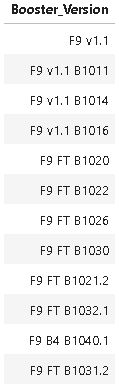 Booster_Version
F9 v1.1
F9 v1.1 B1011
F9 v1.1 B1014
F9 v1.1 B1016
F9 FT B1020
F9 FT B1022
F9 FT B1026
F9 FT B1030
F9 FT B1021.2
F9 FT B1032.1
F9 B4 B1040.1
F9 FT B1031.2